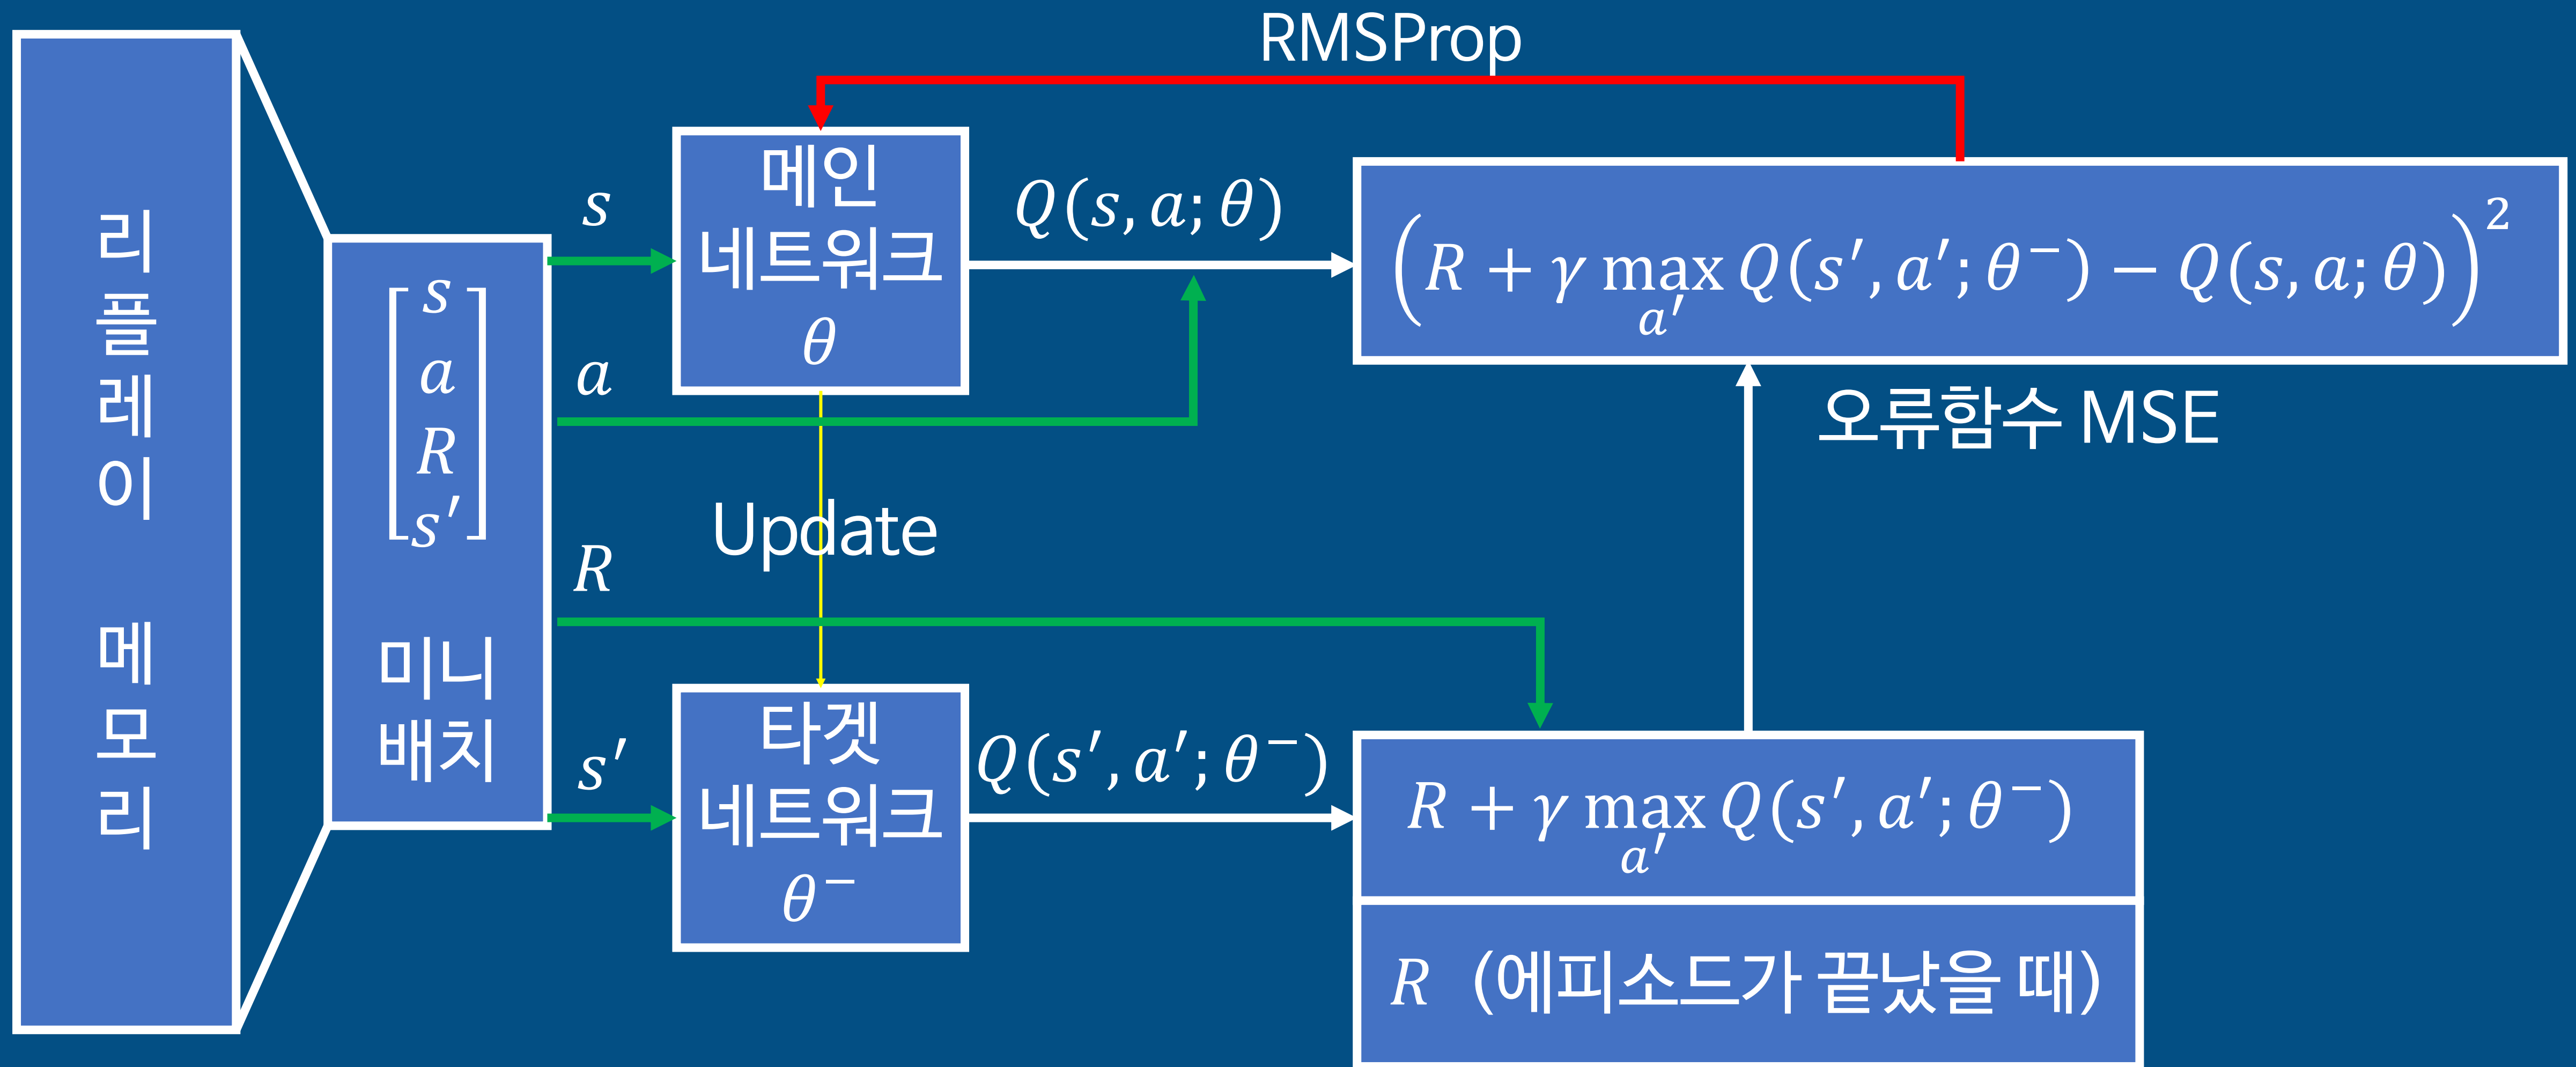 RMSProp
리플레이 메모리
s
a
R
s′
미니
배치
s
a
R
s′
메인
네트워크
θ
Q(s, a; θ)
(R + γ max Q(s′, a′; θ⁻) − Q(s, a; θ))²
a′
오류함수 MSE
Update
타겟
네트워크
θ⁻
Q(s′, a′; θ⁻)
R + γ max Q(s′, a′; θ⁻)
a′
R (에피소드가 끝났을 때)